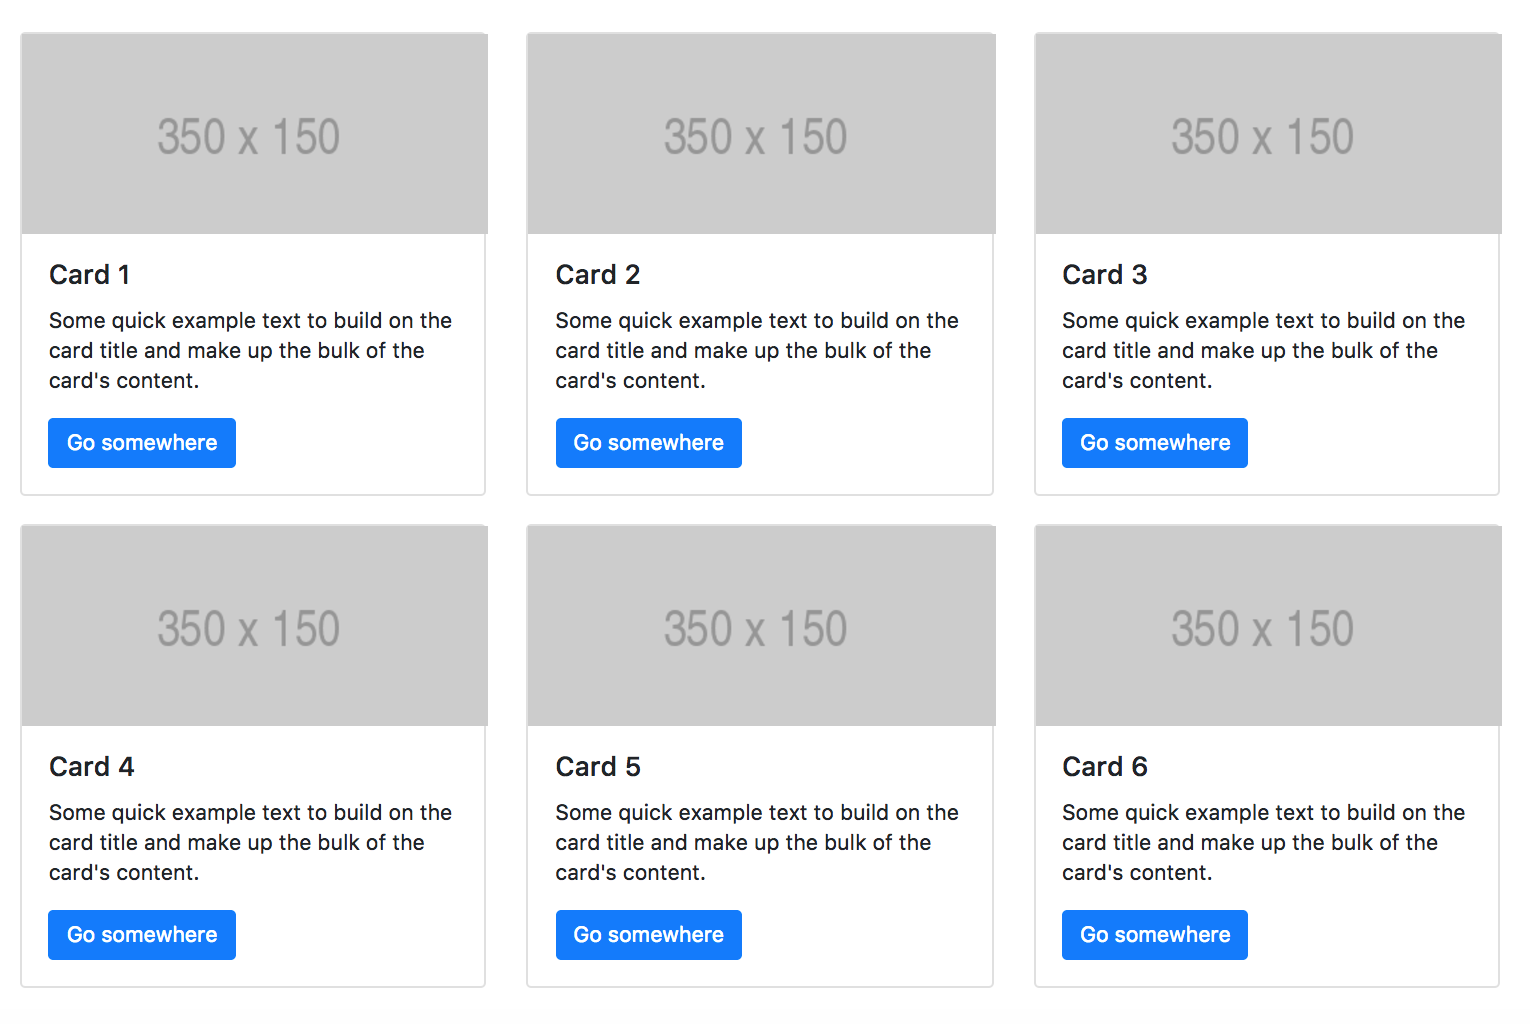 350 x 150
Card 1
Some quick example text to build on the
card title and make up the bulk of the
card's content.
Go somewhere
350 x 150
Card 2
Some quick example text to build on the
card title and make up the bulk of the
card's content.
Go somewhere
350 x 150
Card 3
Some quick example text to build on the
card title and make up the bulk of the
card's content.
Go somewhere
350 x 150
Card 4
Some quick example text to build on the
card title and make up the bulk of the
card's content.
Go somewhere
350 x 150
Card 5
Some quick example text to build on the
card title and make up the bulk of the
card's content.
Go somewhere
350 x 150
Card 6
Some quick example text to build on the
card title and make up the bulk of the
card's content.
Go somewhere